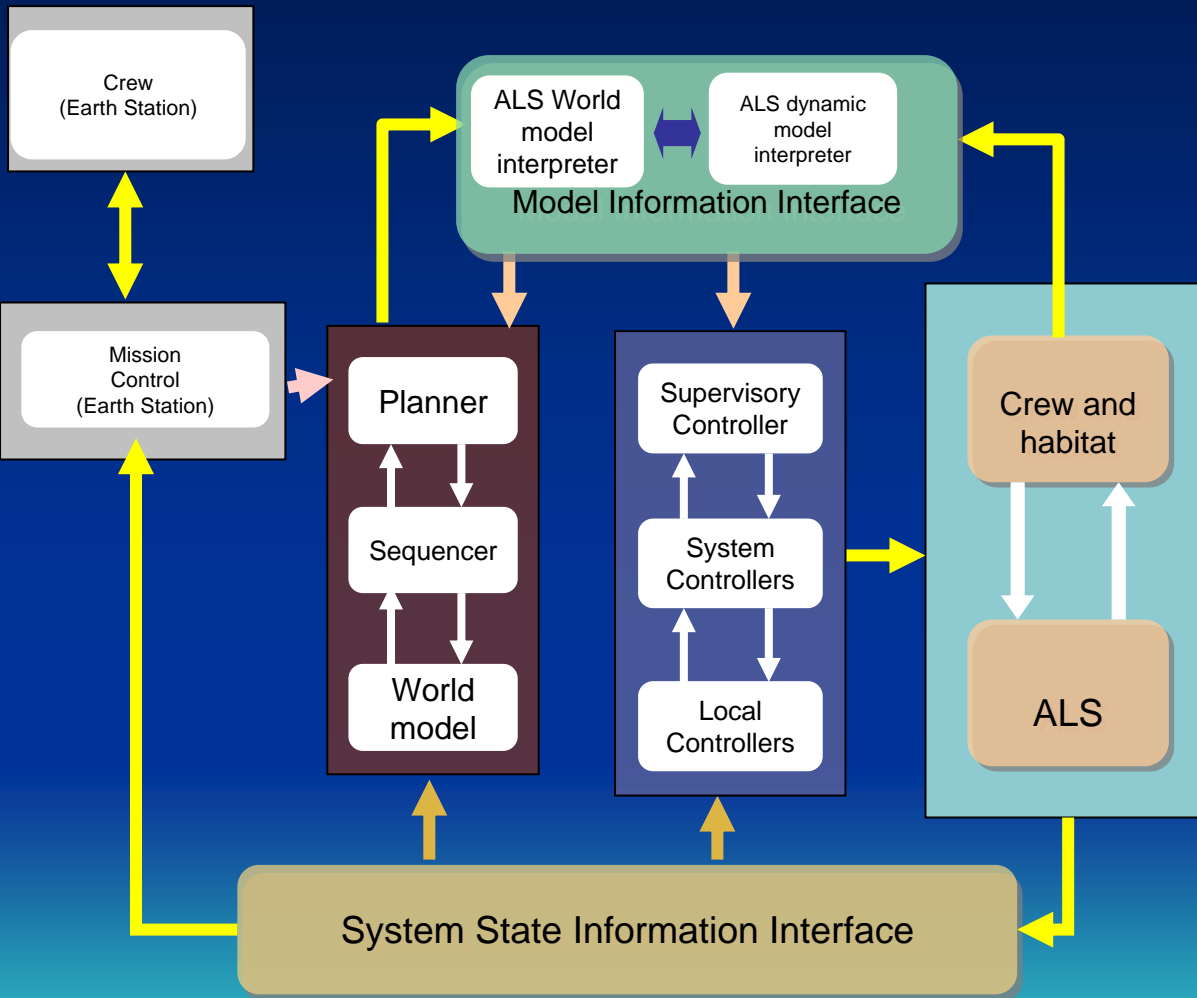 Crew
(Earth Station)
ALS World
model
interpreter
ALS dynamic
model
interpreter
Model Information Interface
Mission
Control
(Earth Station)
Planner
Sequencer
World
model
Supervisory
Controller
System
Controllers
Local
Controllers
Crew and
habitat
ALS
System State Information Interface